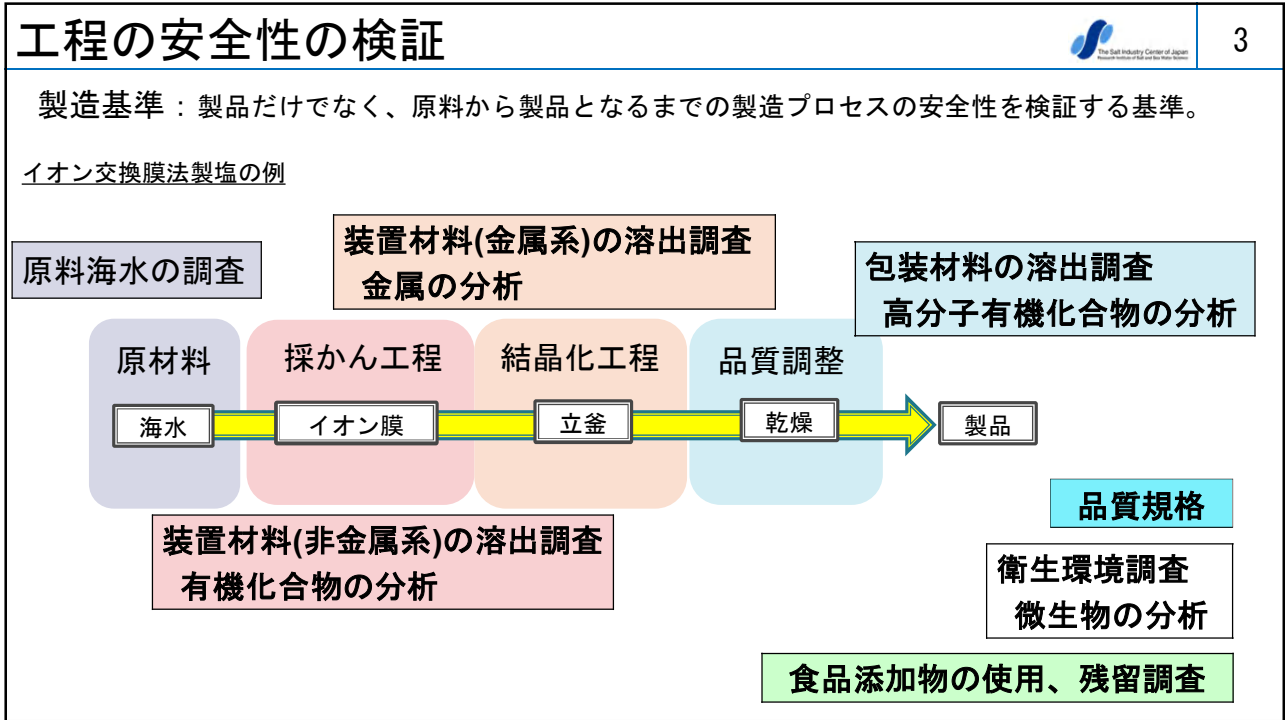 工程の安全性の検証
The Salt Industry Center of Japan
Research Institute of Salt and Sea Water Science
3
製造基準：製品だけでなく、原料から製品となるまでの製造プロセスの安全性を検証する基準。
イオン交換膜法製塩の例
装置材料(金属系)の溶出調査
金属の分析
原料海水の調査
包装材料の溶出調査
高分子有機化合物の分析
原材料
採かん工程
結晶化工程
品質調整
海水
イオン膜
立釜
乾燥
製品
装置材料(非金属系)の溶出調査
有機化合物の分析
品質規格
衛生環境調査
微生物の分析
食品添加物の使用、残留調査